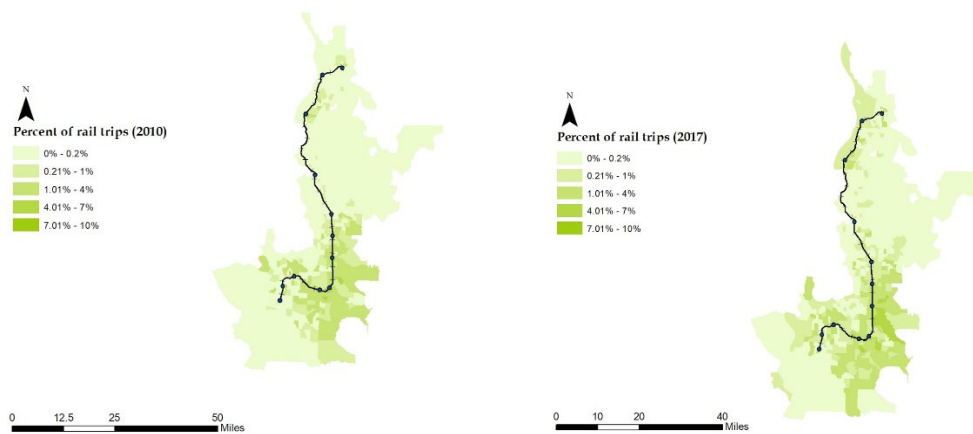 N
Percent of rail trips (2010)
0% - 0.2%
0.21% - 1%
1.01% - 4%
4.01% - 7%
7.01% - 10%
0 12.5 25 50
Miles
N
Percent of rail trips (2017)
0% - 0.2%
0.21% - 1%
1.01% - 4%
4.01% - 7%
7.01% - 10%
0 10 20 40
Miles